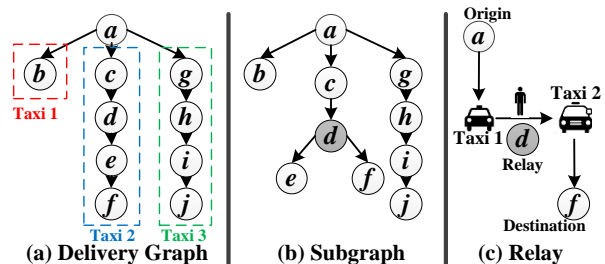 a
b
c
g
d
h
e
i
f
j
Taxi 1
Taxi 2
Taxi 3
(a) Delivery Graph
a
b
c
g
d
h
e
f
i
j
(b) Subgraph
Origin
a
Taxi 2
Taxi 1
d
Relay
f
Destination
(c) Relay